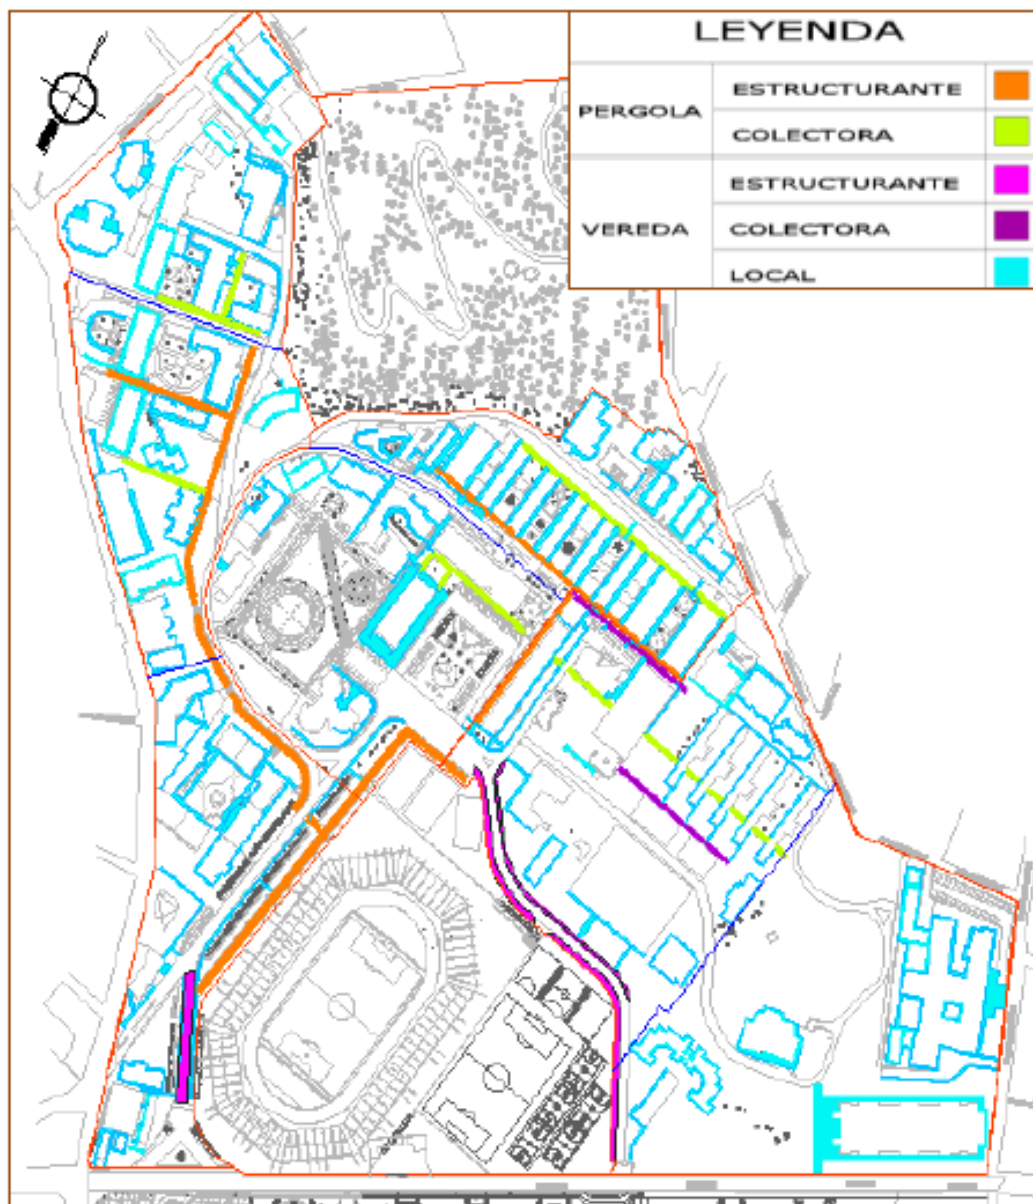 LEYENDA
PERGOLA
ESTRUCTURANTE
COLECTORA
VEREDA
ESTRUCTURANTE
COLECTORA
LOCAL